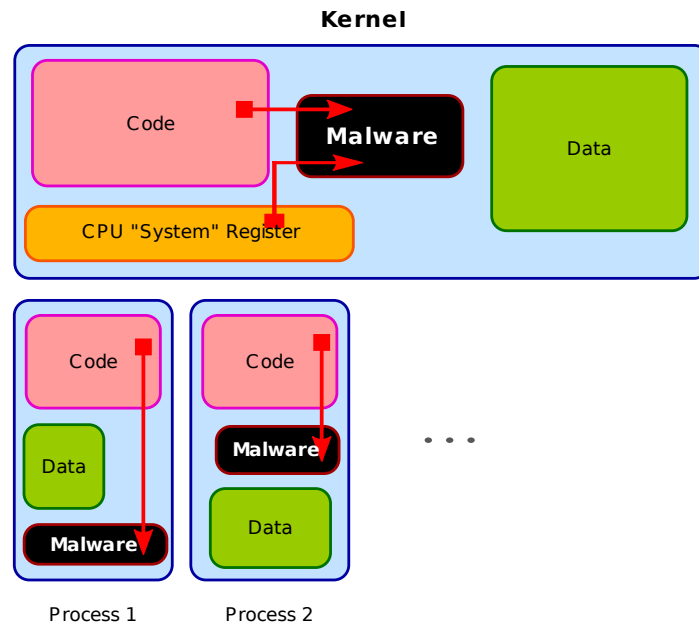 Kernel
Code
Malware
Data
CPU "System" Register
Code
Code
Data
Malware
Malware
Data
. . .
Process 1
Process 2